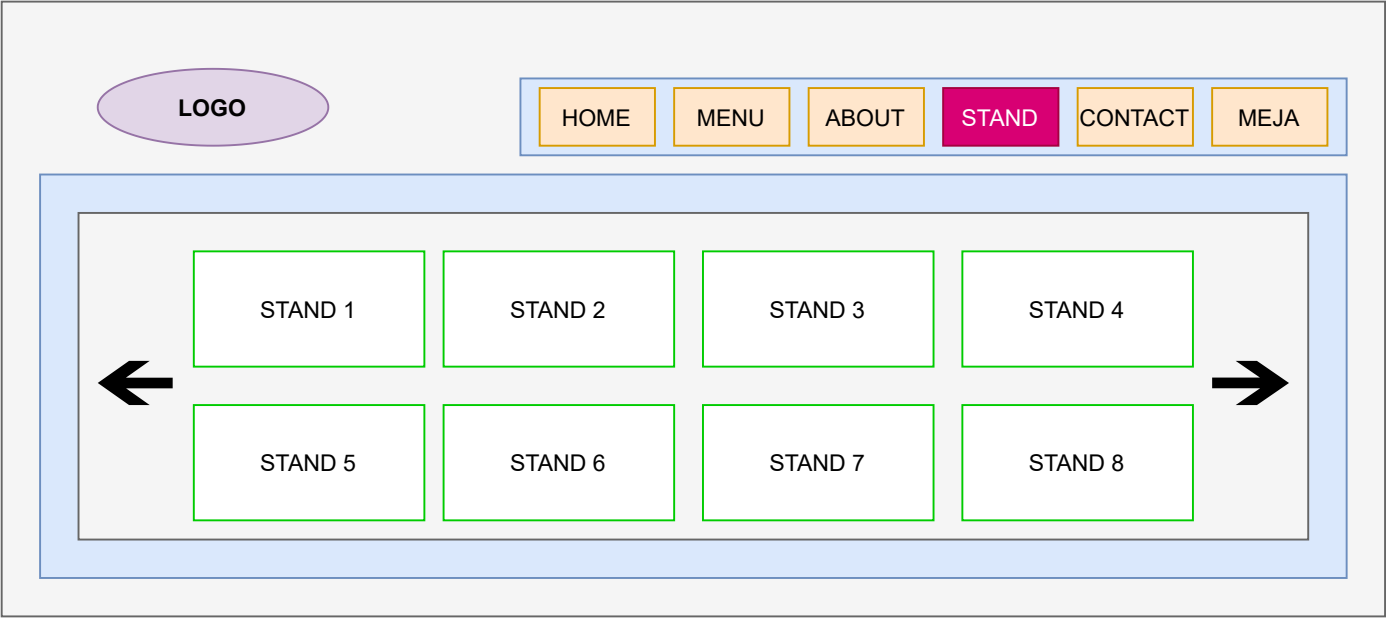 LOGO
HOME
MENU
ABOUT
STAND
CONTACT
MEJA
STAND 1
STAND 2
STAND 3
STAND 4
STAND 5
STAND 6
STAND 7
STAND 8